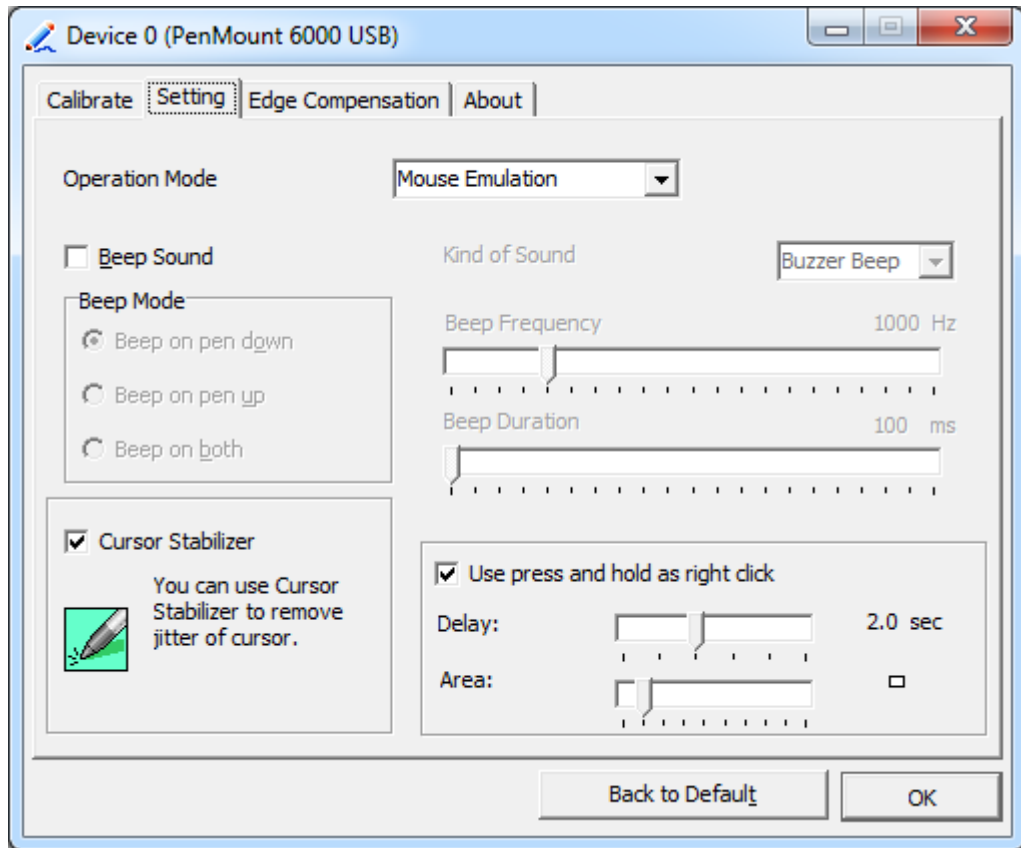 Device 0 (PenMount 6000 USB)
Calibrate Setting Edge Compensation About
Operation Mode Mouse Emulation
Beep Sound Kind of Sound Buzzer Beep
Beep Mode
Beep on pen down
Beep on pen up
Beep on both
Beep Frequency 1000 Hz
Beep Duration 100 ms
Cursor Stabilizer
You can use Cursor
Stabilizer to remove
jitter of cursor.
Use press and hold as right click
Delay: 2.0 sec
Area:
Back to Default OK